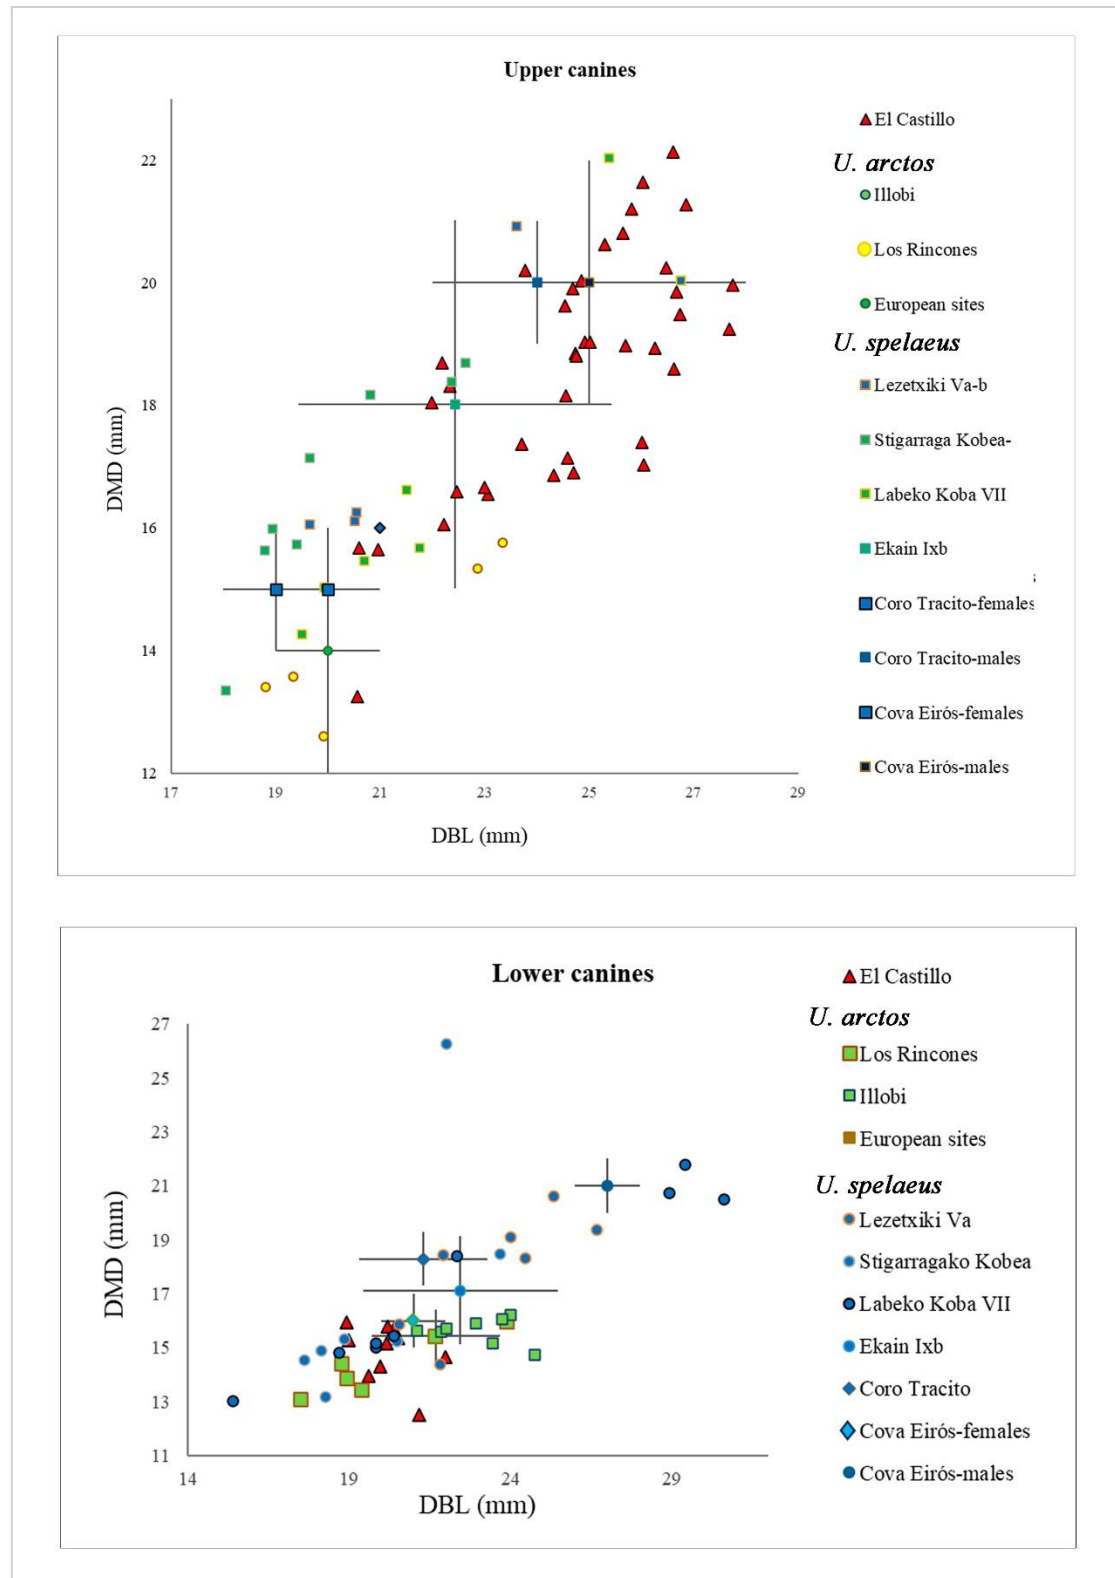 Upper canines
El Castillo
U. arctos
Illobi
Los Rincones
European sites
U. spelaeus
Lezetxiki Va-b
Stigarraga Kobea-
Labeko Koba VII
Ekain Ixb
Coro Tracito-females
Coro Tracito-males
Cova Eirós-females
Cova Eirós-males
DMD (mm)
22
20
18
16
14
12
17 19 21 23 25 27 29
DBL (mm)
Lower canines
El Castillo
U. arctos
Los Rincones
Illobi
European sites
U. spelaeus
Lezetxiki Va
Stigarragako Kobea
Labeko Koba VII
Ekain Ixb
Coro Tracito
Cova Eirós-females
Cova Eirós-males
DMD (mm)
27
25
23
21
19
17
15
13
11
14 19 24 29
DBL (mm)